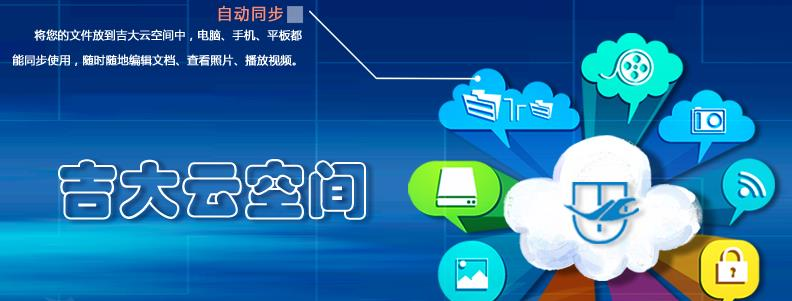 自动同步
将您的文件放到吉大云空间中，电脑、手机、平板都
能同步使用，随时随地编辑文档、查看照片、播放视频。
吉大云空间